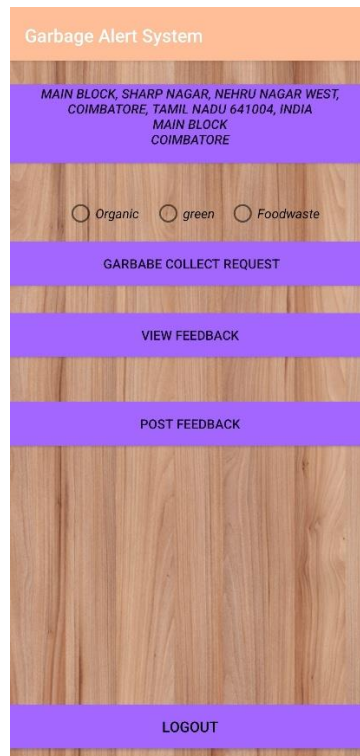 Garbage Alert System
MAIN BLOCK, SHARP NAGAR, NEHRU NAGAR WEST,
COIMBATORE, TAMIL NADU 641004, INDIA
MAIN BLOCK
COIMBATORE
Organic green Foodwaste
GARBABE COLLECT REQUEST
VIEW FEEDBACK
POST FEEDBACK
LOGOUT